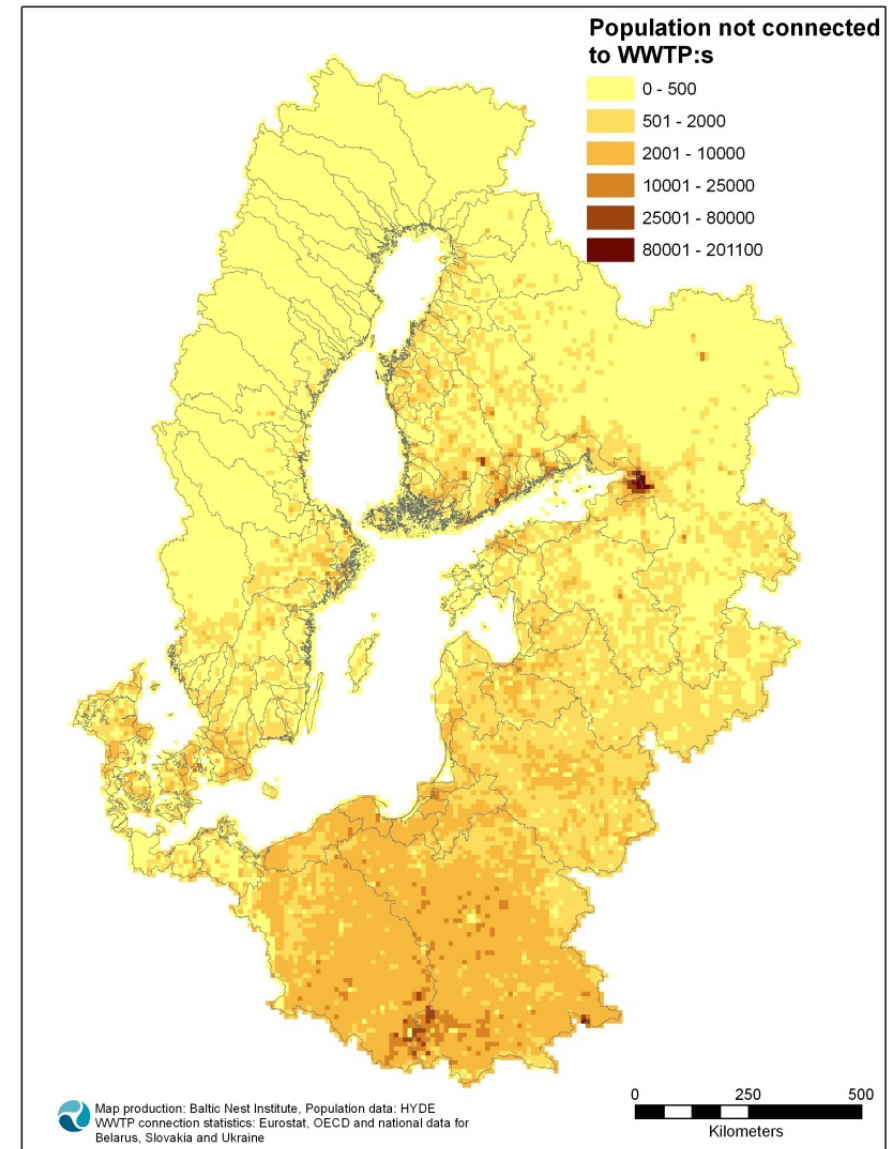 Population not connected
to WWTP:s
0 - 500
501 - 2000
2001 - 10000
10001 - 25000
25001 - 80000
80001 - 201100
Map production: Baltic Nest Institute, Population data: HYDE
WWTP connection statistics: Eurostat, OECD and national data for
Belarus, Slovakia and Ukraine
0 250 500
Kilometers